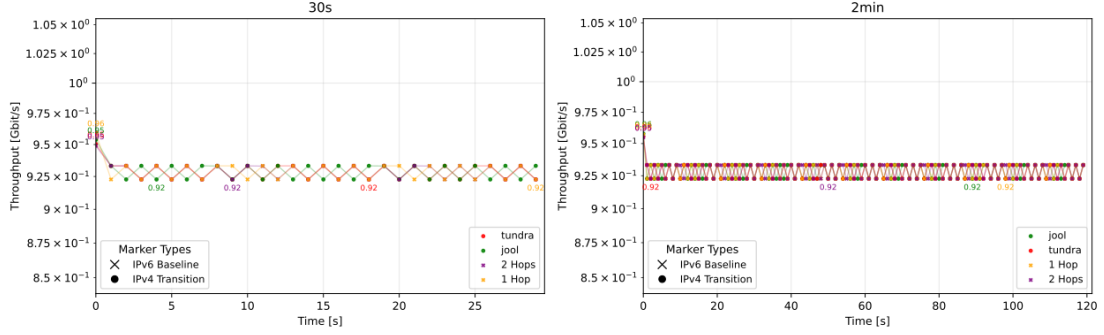 30s
1.05 × 10⁰
1.025 × 10⁰
10⁰
9.75 × 10⁻¹
9.5 × 10⁻¹
9.25 × 10⁻¹
9 × 10⁻¹
8.75 × 10⁻¹
8.5 × 10⁻¹
Throughput [Gbit/s]
0.96
0.95
0.92
0.92
0.92
0.92
Marker Types
IPv6 Baseline
IPv4 Transition
tundra
jool
2 Hops
1 Hop
0 5 10 15 20 25
Time [s]
2min
1.05 × 10⁰
1.025 × 10⁰
10⁰
9.75 × 10⁻¹
9.5 × 10⁻¹
9.25 × 10⁻¹
9 × 10⁻¹
8.75 × 10⁻¹
8.5 × 10⁻¹
Throughput [Gbit/s]
0.92
0.92
0.92
0.92
Marker Types
IPv6 Baseline
IPv4 Transition
jool
tundra
1 Hop
2 Hops
0 20 40 60 80 100 120
Time [s]